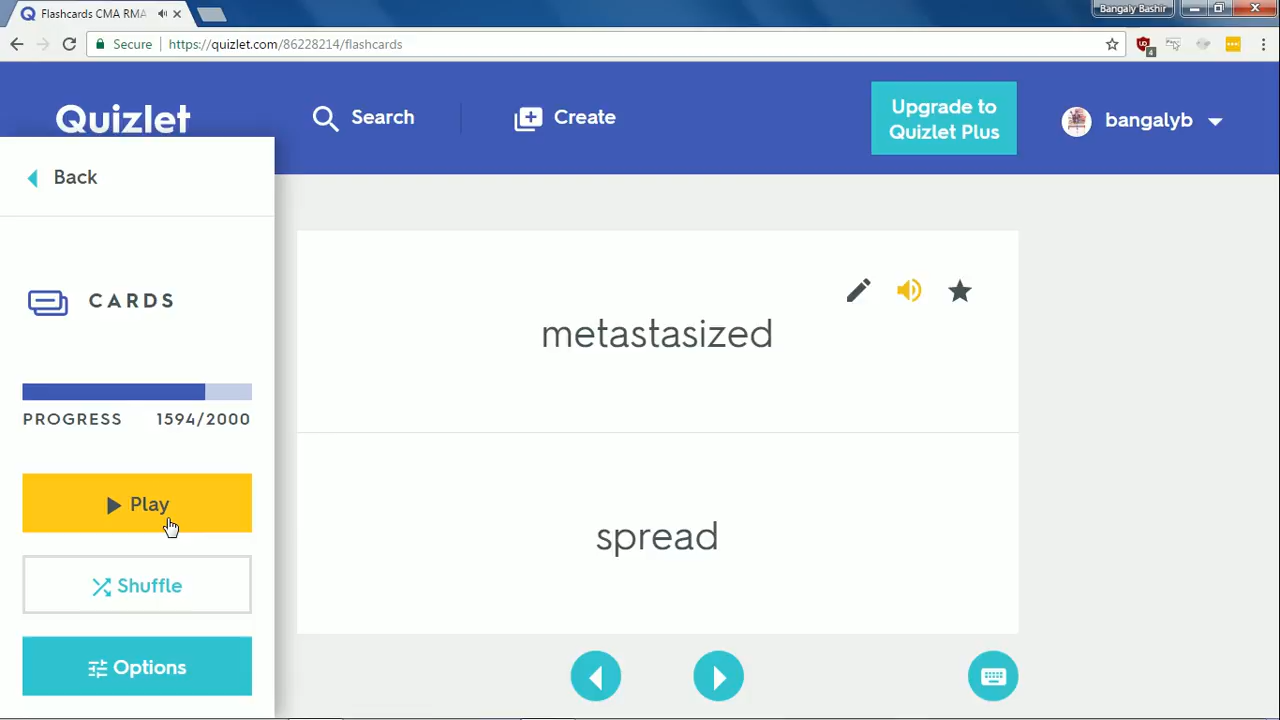 Flashcards CMA RMA
Bangaly Bashir
Secure
https://quizlet.com/86228214/flashcards
4
Quizlet
Search
Create
Upgrade to
Quizlet Plus
bangalyb
Back
CARDS
PROGRESS 1594/2000
Play
Shuffle
Options
metastasized
spread